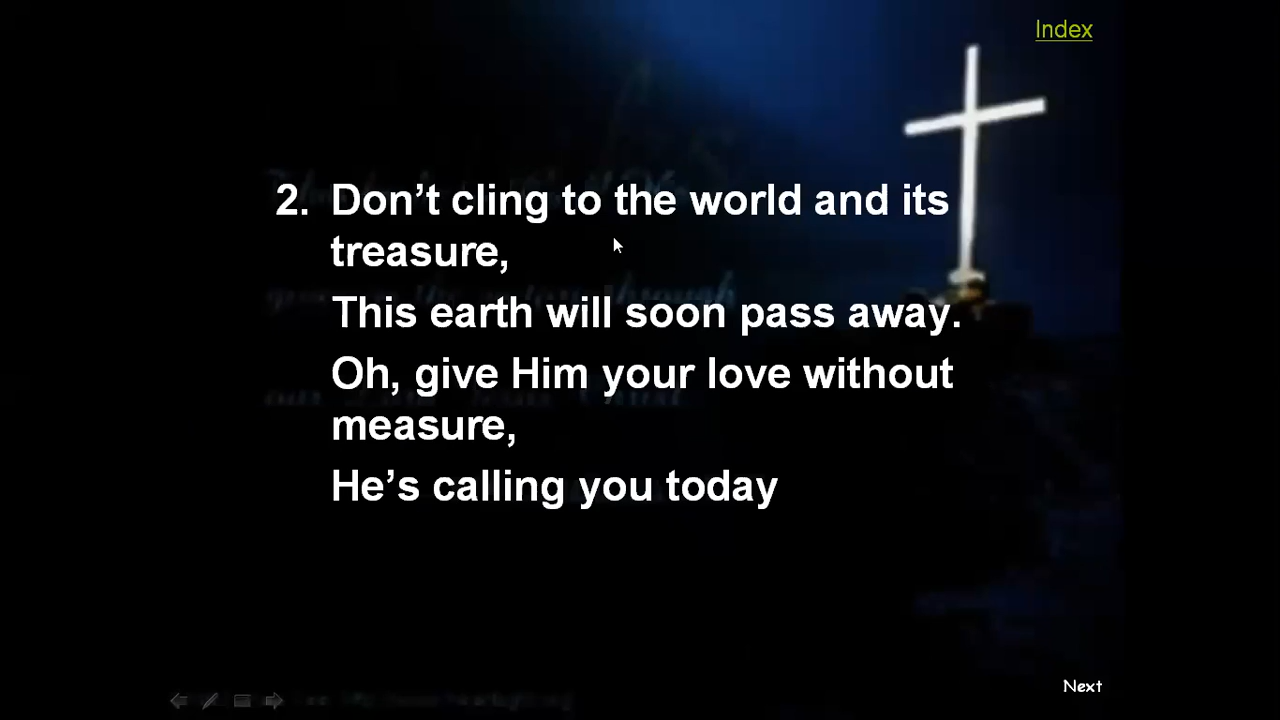 Index
2. Don’t cling to the world and its
treasure,
This earth will soon pass away.
Oh, give Him your love without
measure,
He’s calling you today
Next